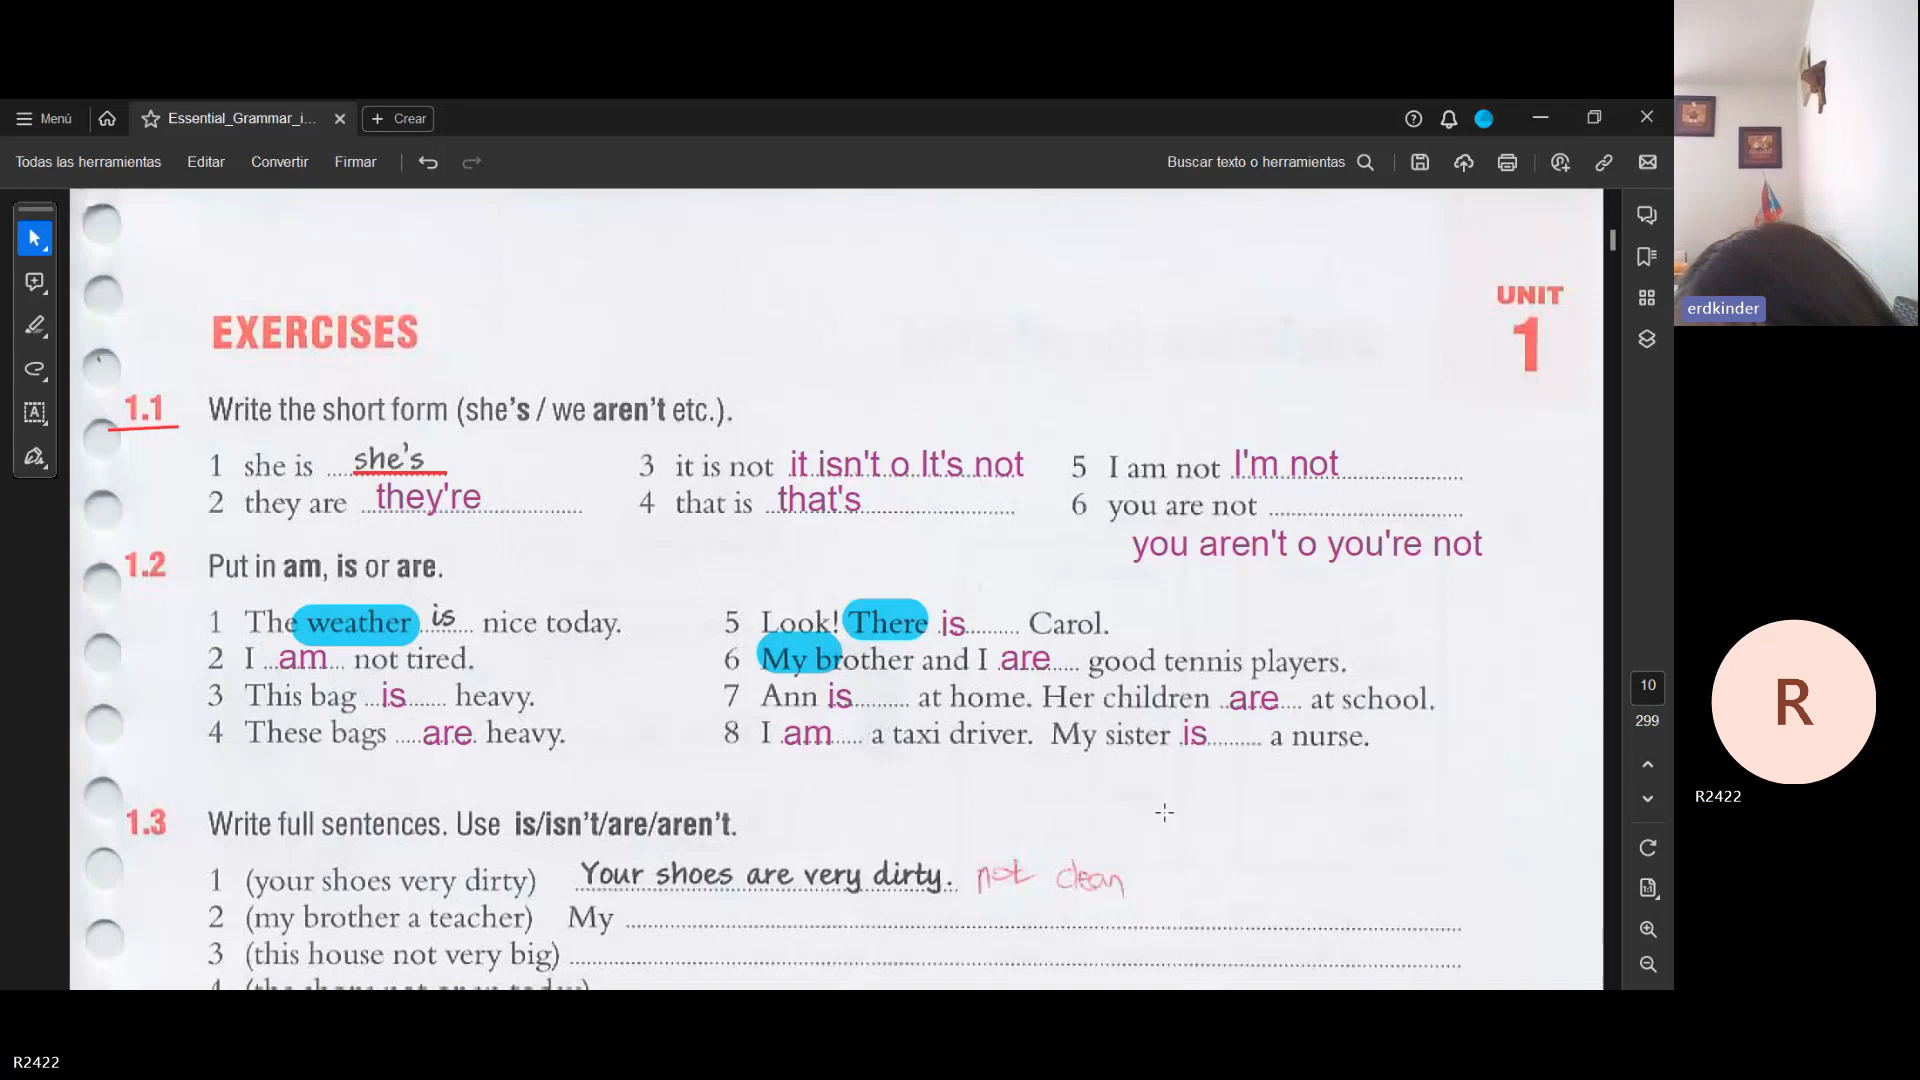 Menú
Essential_Grammar_i...
Crear
Todas las herramientas
Editar
Convertir
Firmar
Buscar texto o herramientas
UNIT
1
EXERCISES
1.1 Write the short form (she's / we aren't etc.).
1 she is she's
2 they are they're
3 it is not it isn't o It's not
4 that is that's
5 I am not I'm not
6 you are not
you aren't o you're not
1.2 Put in am, is or are.
1 The weather is nice today.
2 I am not tired.
3 This bag is heavy.
4 These bags are heavy.
5 Look! There is Carol.
6 My brother and I are good tennis players.
7 Ann is at home. Her children are at school.
8 I am a taxi driver. My sister is a nurse.
1.3 Write full sentences. Use is/isn't/are/aren't.
1 (your shoes very dirty) Your shoes are very dirty. not clean
2 (my brother a teacher) My
3 (this house not very big)
10
299
1:1
erdkinder
R
R2422
R2422